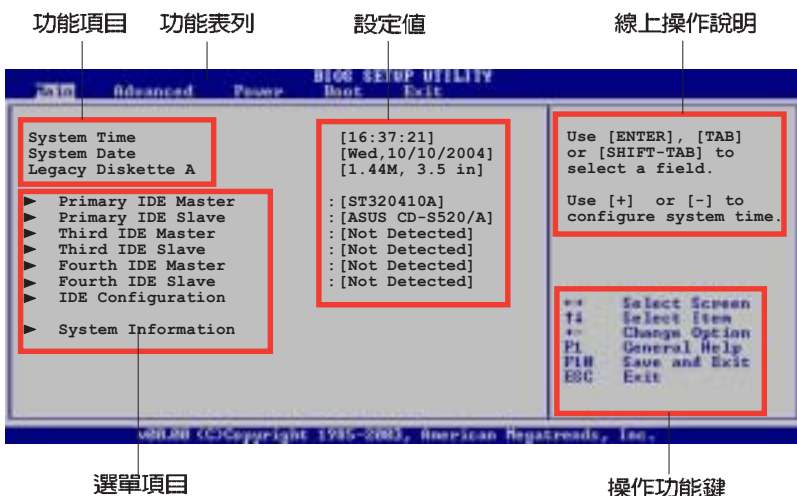 功能項目 功能表列 設定值 線上操作說明
BIOS SETUP UTILITY
Main Advanced Power Boot Exit
System Time [16:37:21]
System Date [Wed,10/10/2004]
Legacy Diskette A [1.44M, 3.5 in]
► Primary IDE Master :[ST320410A]
► Primary IDE Slave :[ASUS CD-S520/A]
► Third IDE Master :[Not Detected]
► Third IDE Slave :[Not Detected]
► Fourth IDE Master :[Not Detected]
► Fourth IDE Slave :[Not Detected]
► IDE Configuration
► System Information
Use [ENTER], [TAB]
or [SHIFT-TAB] to
select a field.
Use [+] or [-] to
configure system time.
←→ Select Screen
↑↓ Select Item
+- Change Option
F1 General Help
F10 Save and Exit
ESC Exit
v00.00 (C)Copyright 1985-2003, American Megatrends, Inc.
選單項目 操作功能鍵